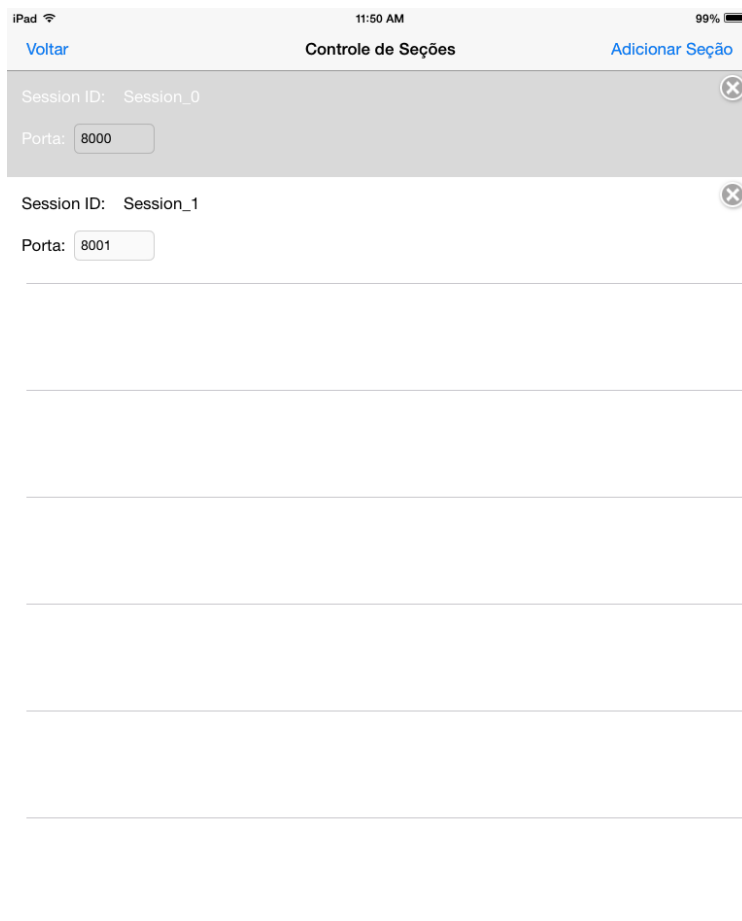 iPad 11:50 AM 99%
Voltar Controle de Seções Adicionar Seção
Session ID: Session_0
Porta: 8000
Session ID: Session_1
Porta: 8001